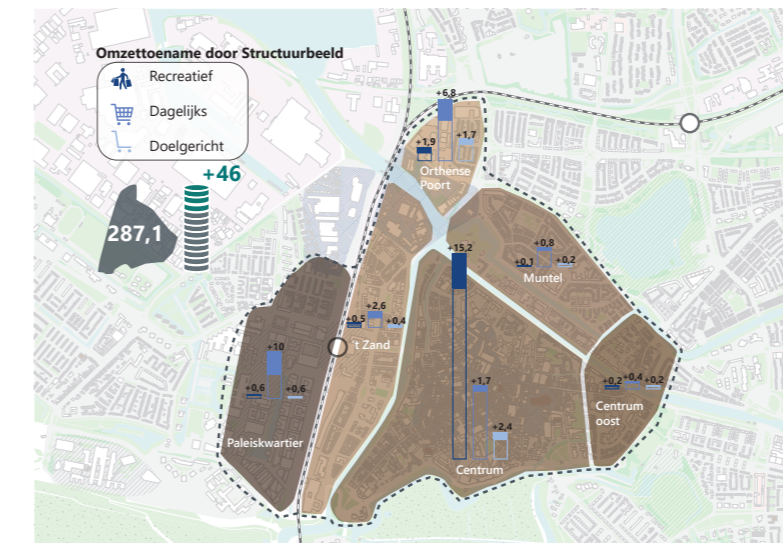 Omzettoename door Structuurbeeld
Recreatief
Dagelijks
Doelgericht
+46
287,1
+6,8
+1,9
+1,7
Orthense
Poort
+15,2
+0,8
+0,1
+0,2
Muntel
+2,6
+0,5
+0,4
't Zand
+10
+0,6
+0,6
Paleiskwartier
+1,7
+2,4
Centrum
+0,2
+0,4
+0,2
Centrum
oost